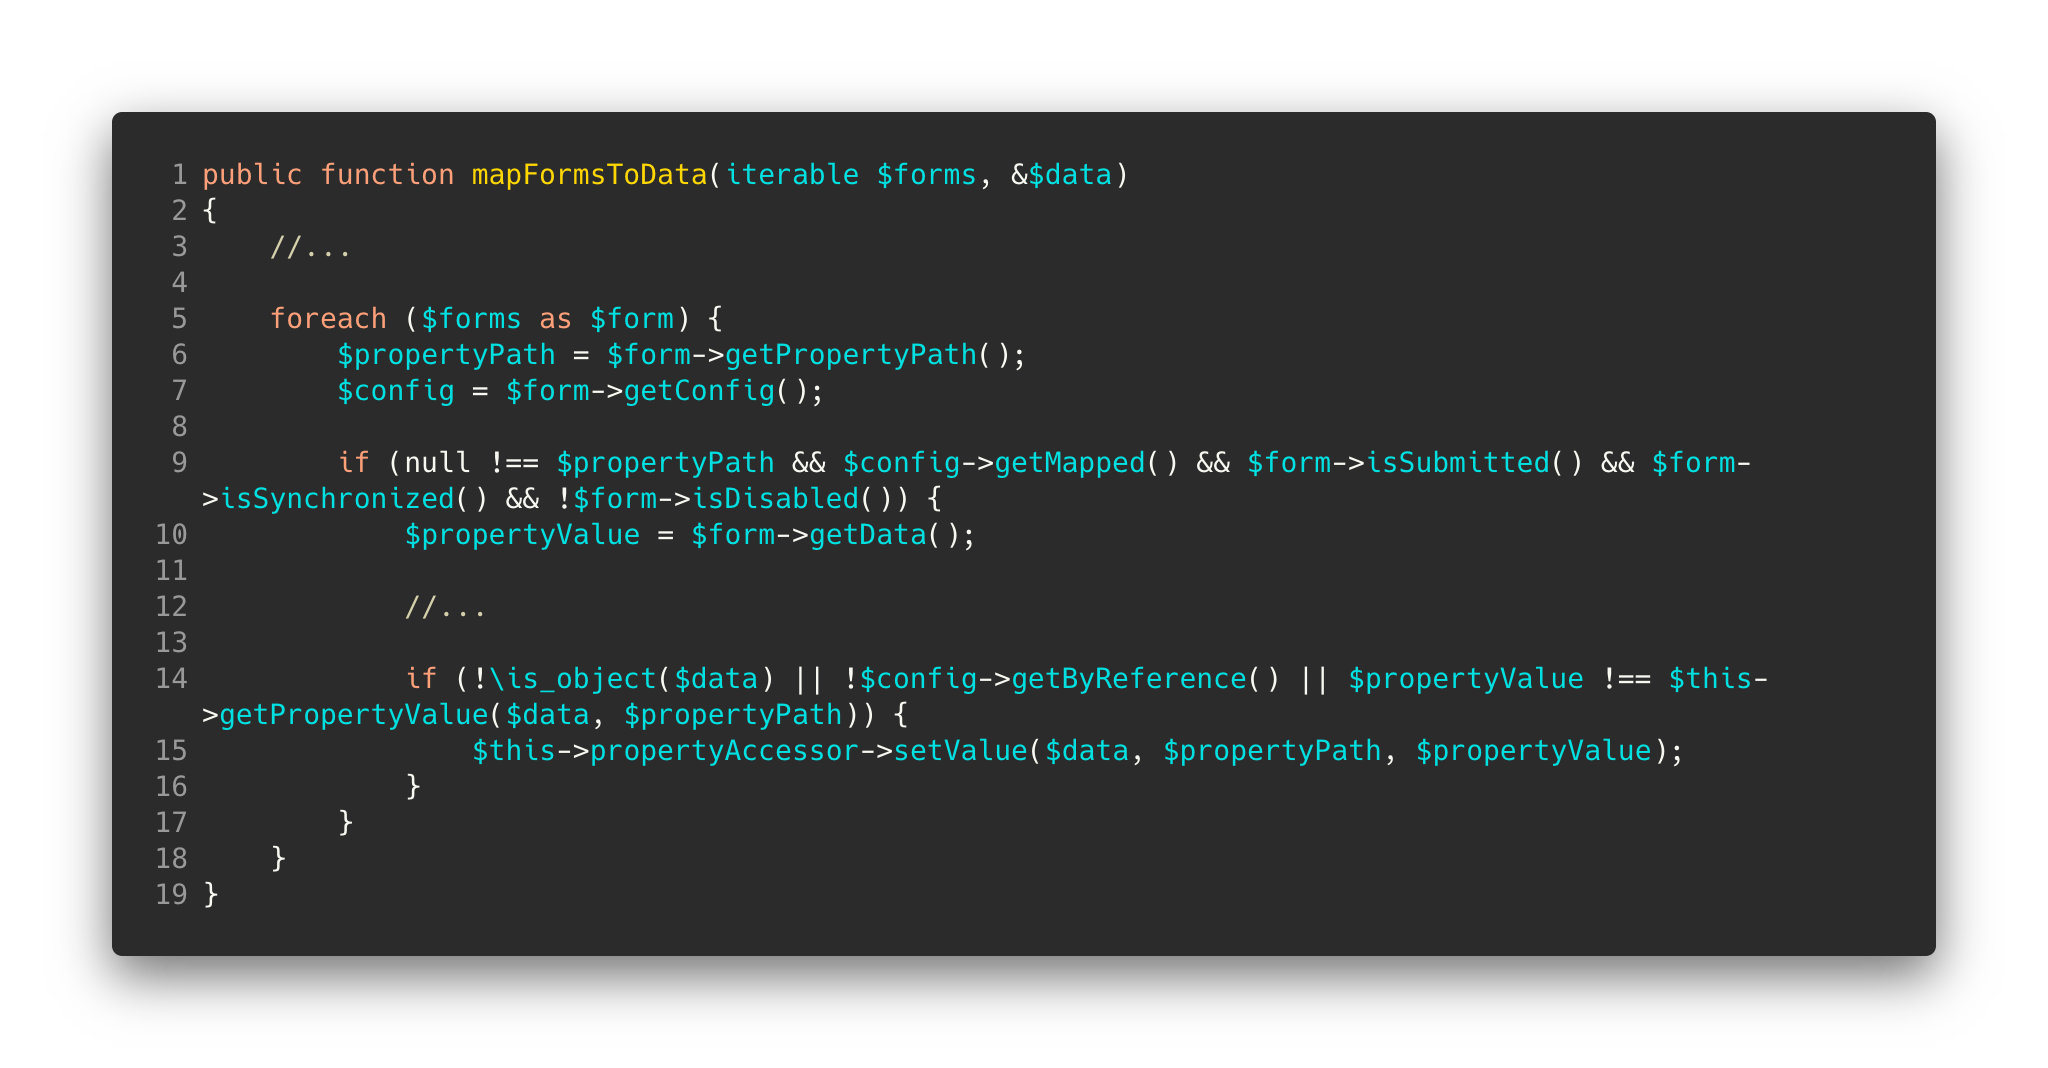 1 public function mapFormsToData(iterable $forms, &$data)
2 {
3     //...
4
5     foreach ($forms as $form) {
6         $propertyPath = $form->getPropertyPath();
7         $config = $form->getConfig();
8
9         if (null !== $propertyPath && $config->getMapped() && $form->isSubmitted() && $form-
>isSynchronized() && !$form->isDisabled()) {
10             $propertyValue = $form->getData();
11
12             //...
13
14             if (!\is_object($data) || !$config->getByReference() || $propertyValue !== $this-
>getPropertyValue($data, $propertyPath)) {
15                 $this->propertyAccessor->setValue($data, $propertyPath, $propertyValue);
16             }
17         }
18     }
19 }